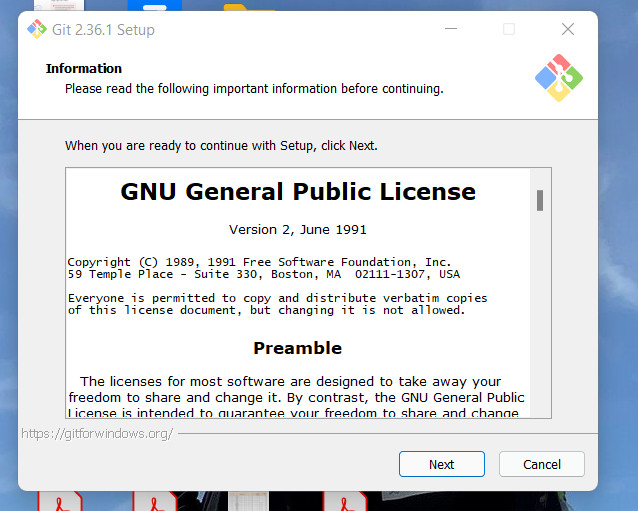 Git 2.36.1 Setup
Information
Please read the following important information before continuing.
When you are ready to continue with Setup, click Next.
GNU General Public License
Version 2, June 1991
Copyright (C) 1989, 1991 Free Software Foundation, Inc.
59 Temple Place - Suite 330, Boston, MA  02111-1307, USA
Everyone is permitted to copy and distribute verbatim copies
of this license document, but changing it is not allowed.
Preamble
The licenses for most software are designed to take away your
freedom to share and change it. By contrast, the GNU General Public
License is intended to guarantee your freedom to share and change
https://gitforwindows.org/
Next
Cancel